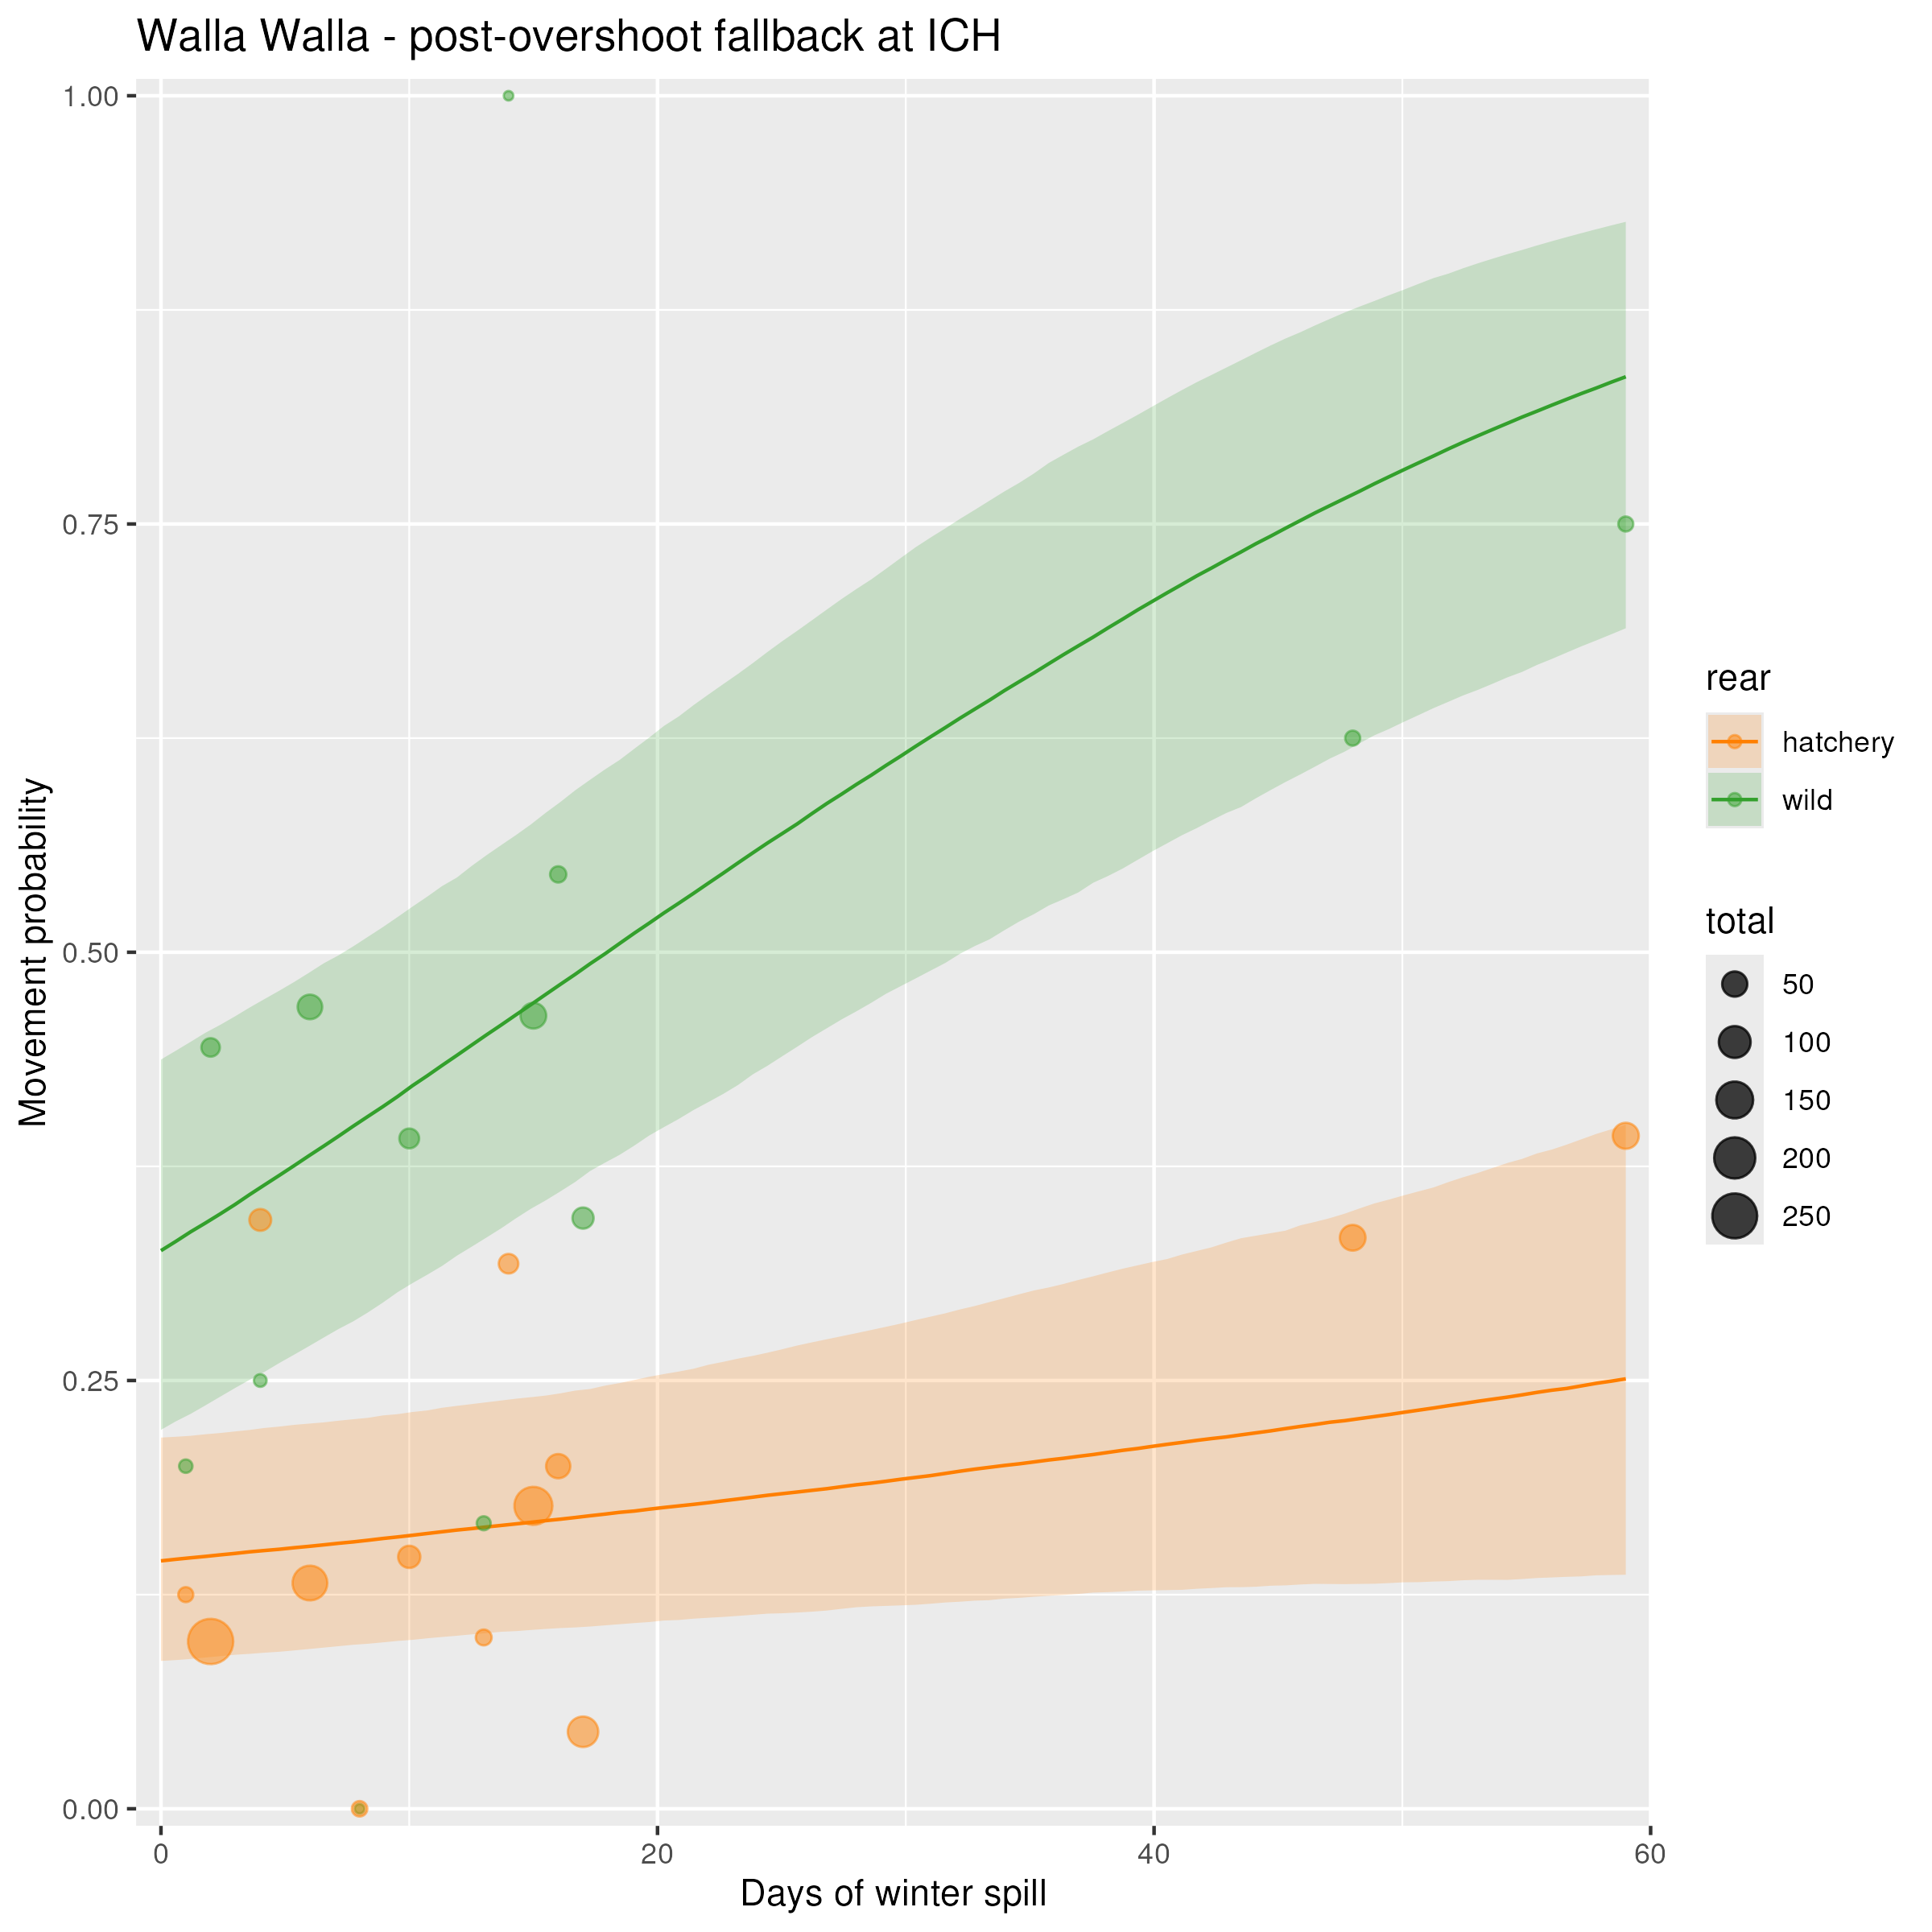 Walla Walla - post-overshoot fallback at ICH
1.00
0.75
0.50
0.25
0.00
Movement probability
0
20
40
60
Days of winter spill
rear
hatchery
wild
total
50
100
150
200
250